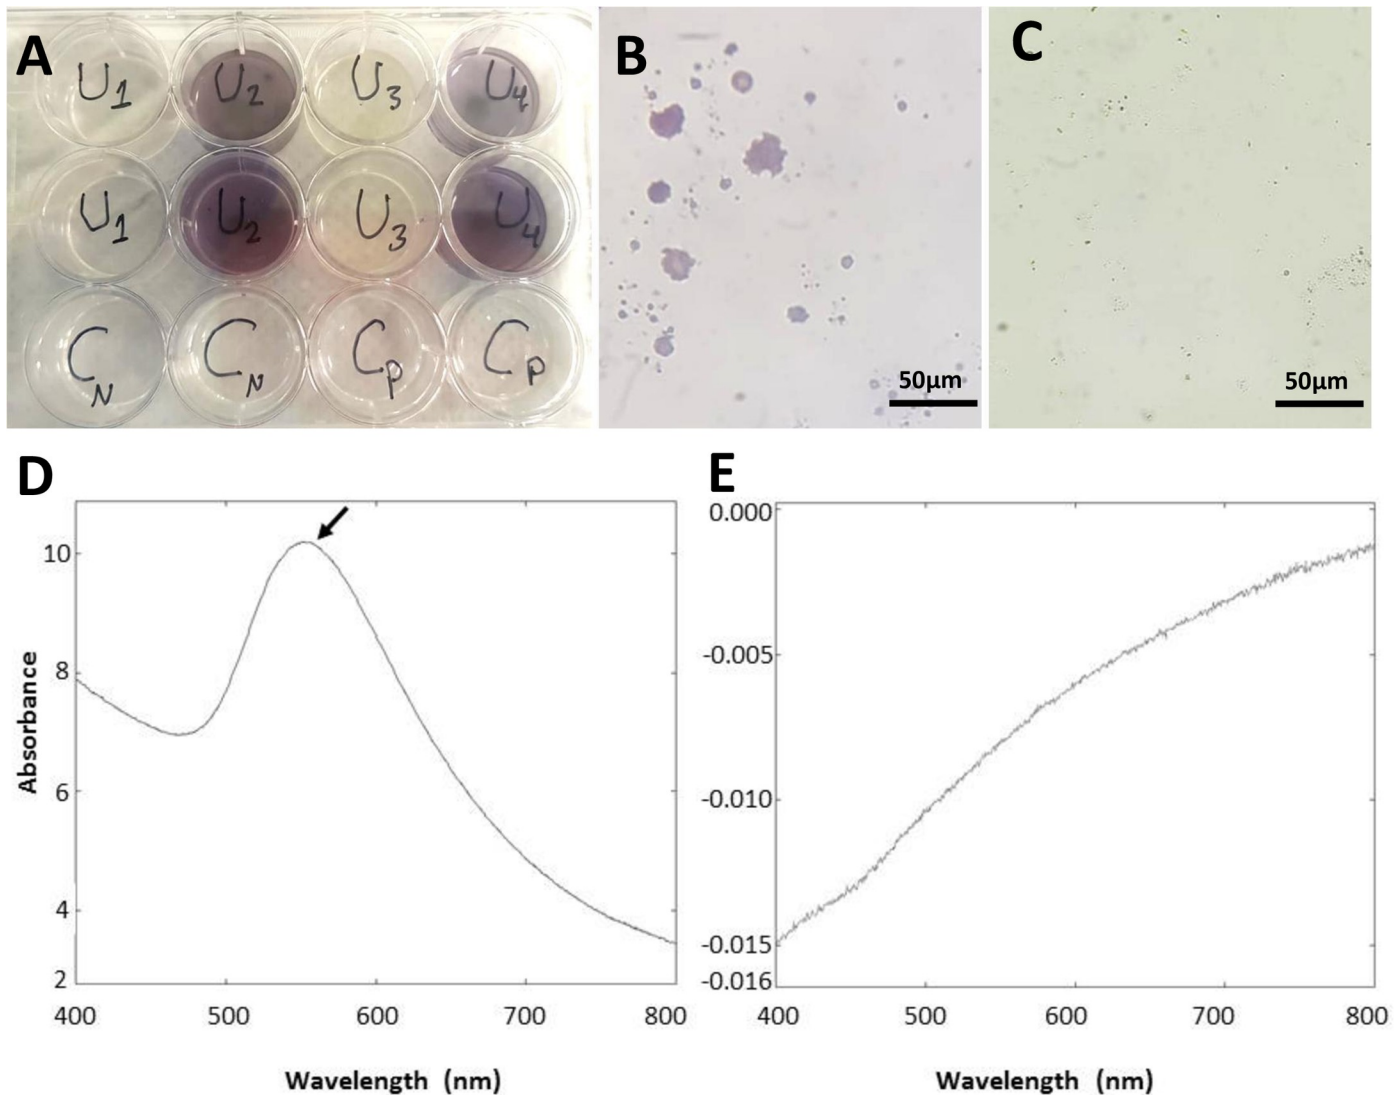 A
U1 U2 U3 U4
U1 U2 U3 U4
CN CN CP CP
B
50μm
C
50μm
D
10
8
6
4
2
Absorbance
400 500 600 700 800
Wavelength (nm)
E
0.000
-0.005
-0.010
-0.015
-0.016
400 500 600 700 800
Wavelength (nm)